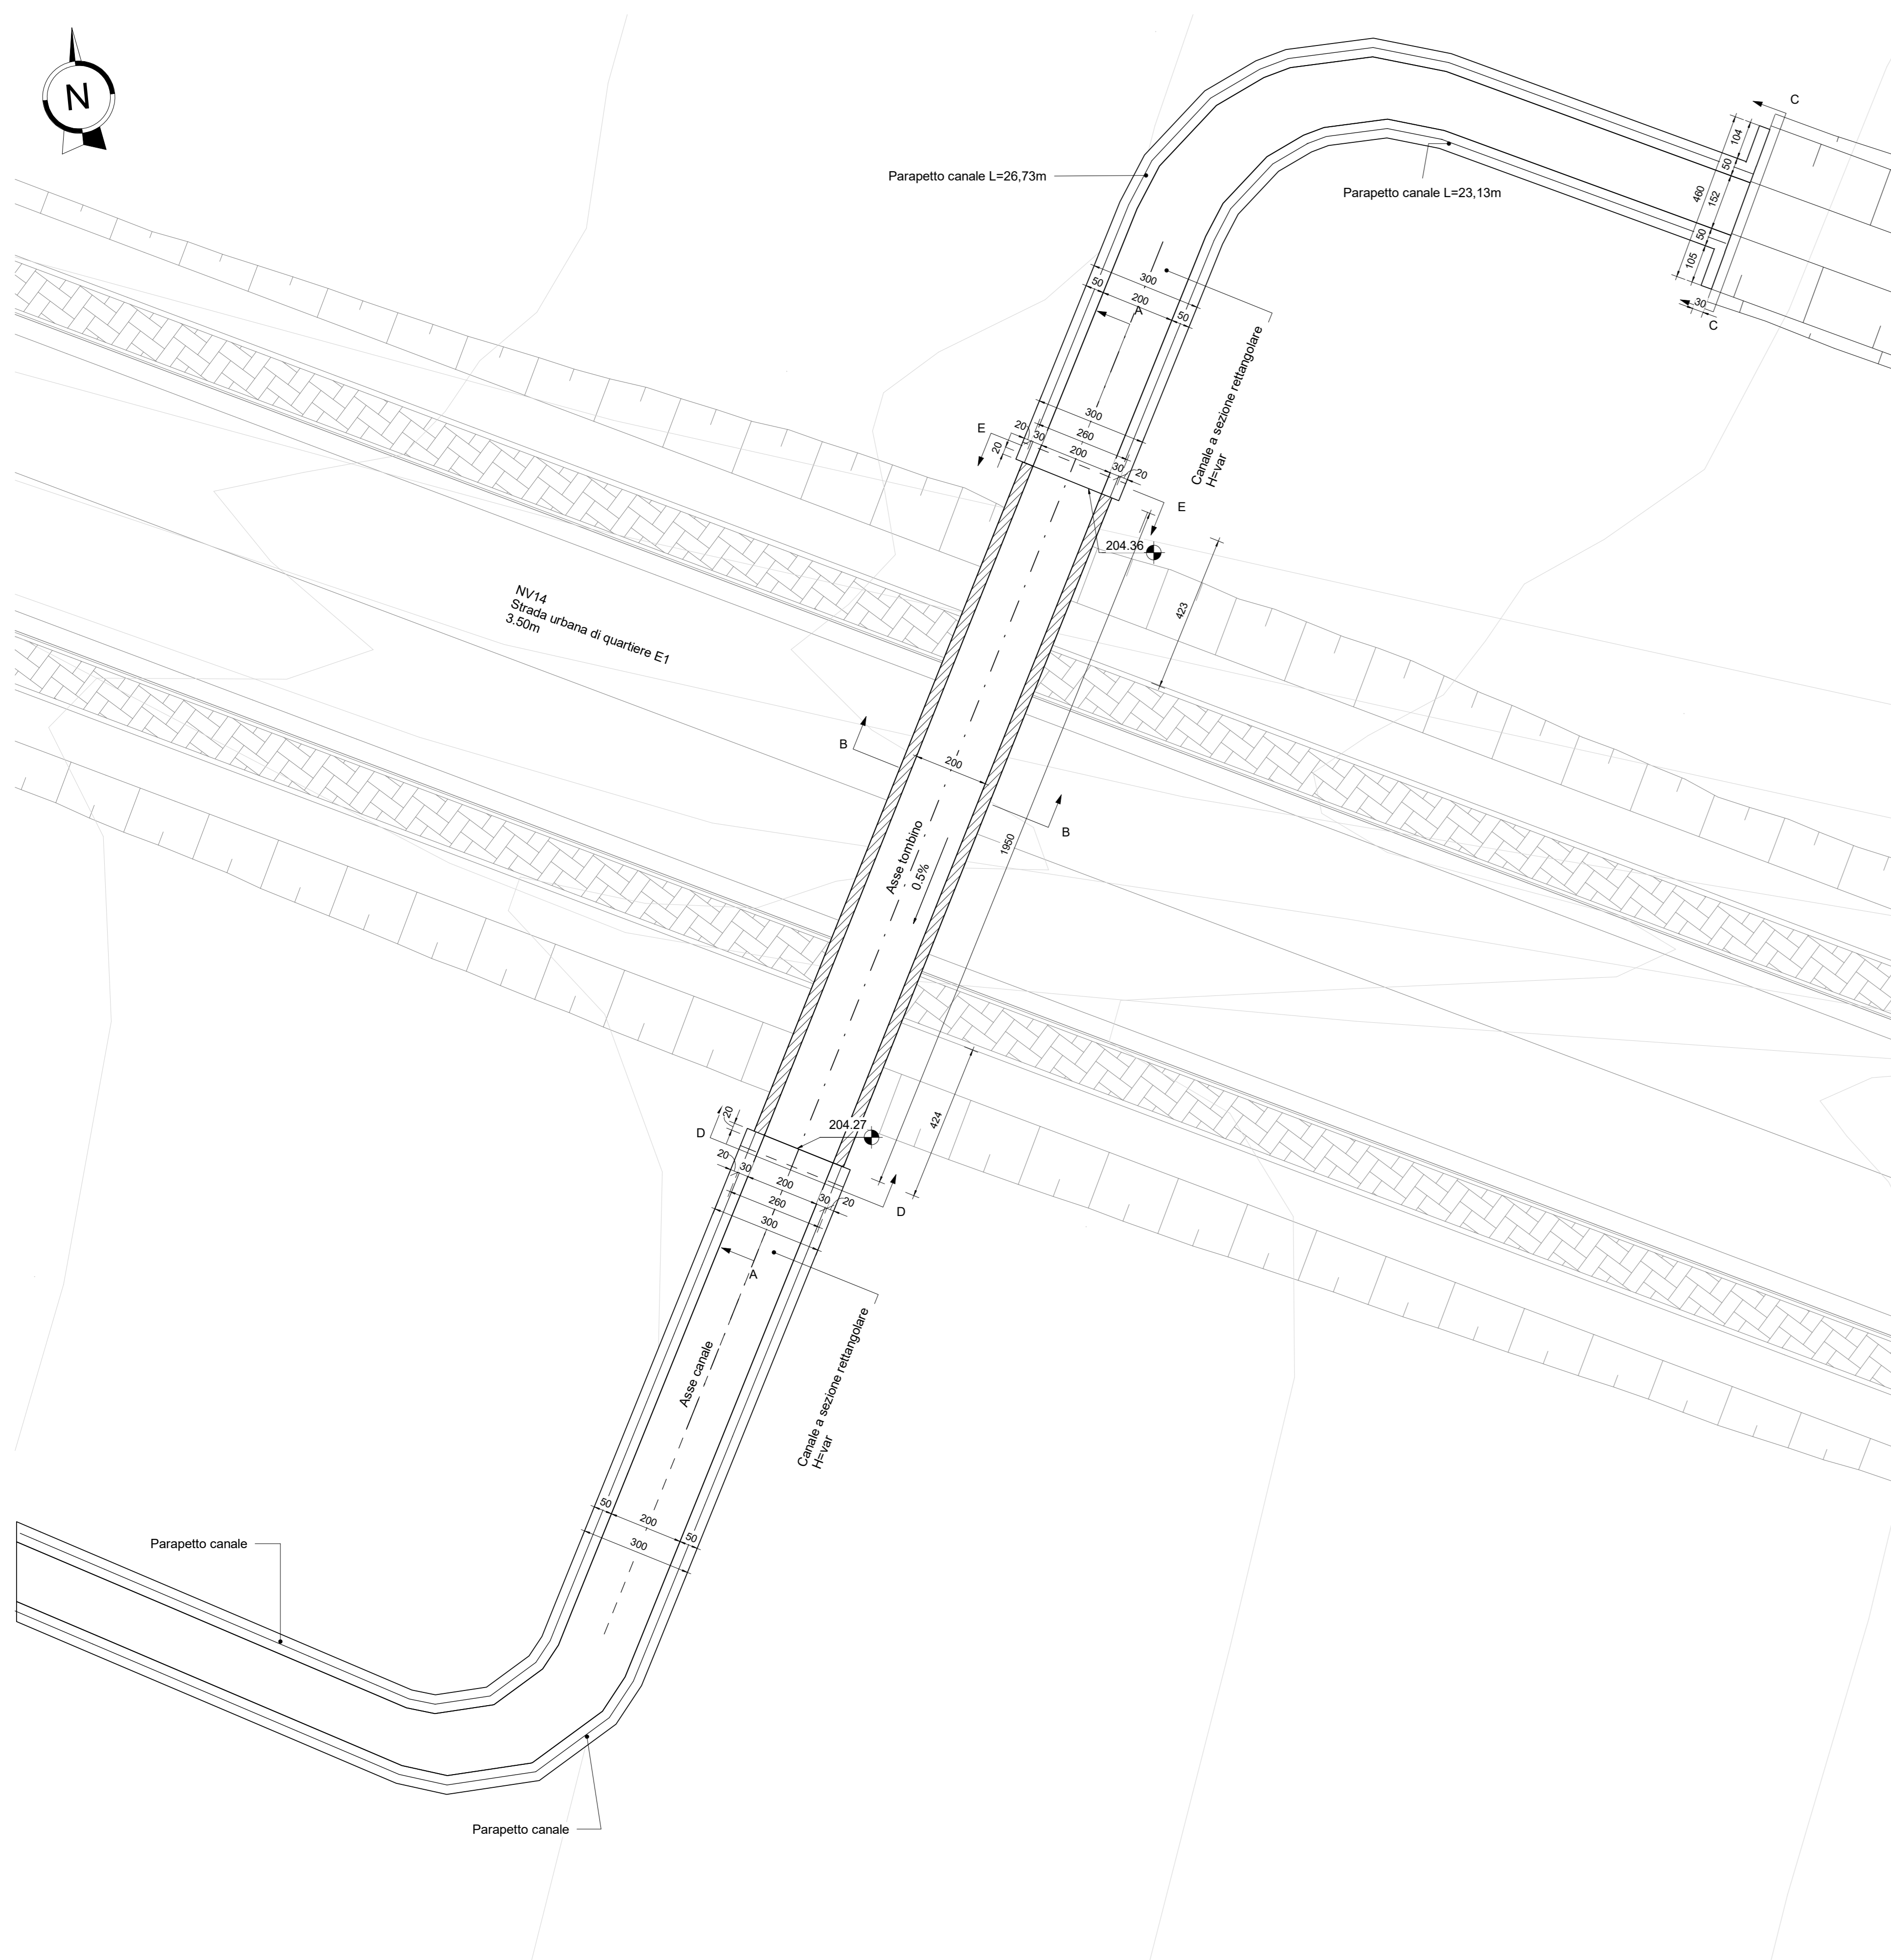 N
C
104
50
460
152
50
105
30
C
Parapetto canale L=26,73m
Parapetto canale L=23,13m
300
50
200
50
A
Canale a sezione rettangolare
H=var
300
260
20
30
200
30
20
20
E
E
204.36
423
NV14
Strada urbana di quartiere E1
3.50m
B
200
B
1950
Asse tombino
0.5%
424
20
D
204.27
20
30
200
30
20
260
300
D
A
Canale a sezione rettangolare
H=var
Asse canale
50
200
50
300
Parapetto canale
Parapetto canale